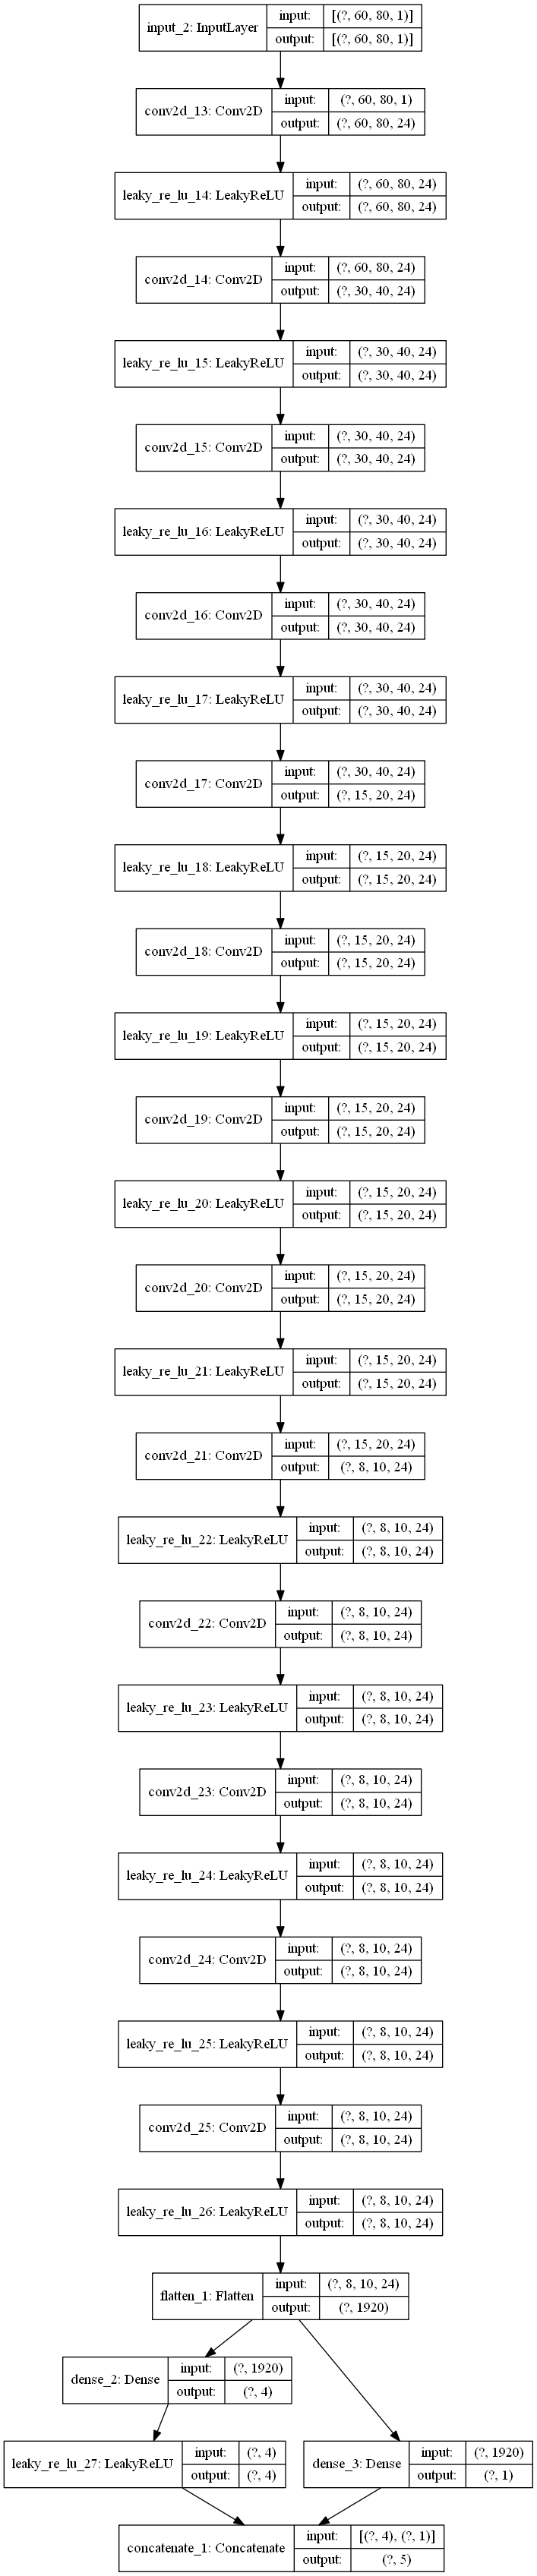 input_2: InputLayer
input: [(?, 60, 80, 1)]
output: [(?, 60, 80, 1)]
conv2d_13: Conv2D
input: (?, 60, 80, 1)
output: (?, 60, 80, 24)
leaky_re_lu_14: LeakyReLU
input: (?, 60, 80, 24)
output: (?, 60, 80, 24)
conv2d_14: Conv2D
input: (?, 60, 80, 24)
output: (?, 30, 40, 24)
leaky_re_lu_15: LeakyReLU
input: (?, 30, 40, 24)
output: (?, 30, 40, 24)
conv2d_15: Conv2D
input: (?, 30, 40, 24)
output: (?, 30, 40, 24)
leaky_re_lu_16: LeakyReLU
input: (?, 30, 40, 24)
output: (?, 30, 40, 24)
conv2d_16: Conv2D
input: (?, 30, 40, 24)
output: (?, 30, 40, 24)
leaky_re_lu_17: LeakyReLU
input: (?, 30, 40, 24)
output: (?, 30, 40, 24)
conv2d_17: Conv2D
input: (?, 30, 40, 24)
output: (?, 15, 20, 24)
leaky_re_lu_18: LeakyReLU
input: (?, 15, 20, 24)
output: (?, 15, 20, 24)
conv2d_18: Conv2D
input: (?, 15, 20, 24)
output: (?, 15, 20, 24)
leaky_re_lu_19: LeakyReLU
input: (?, 15, 20, 24)
output: (?, 15, 20, 24)
conv2d_19: Conv2D
input: (?, 15, 20, 24)
output: (?, 15, 20, 24)
leaky_re_lu_20: LeakyReLU
input: (?, 15, 20, 24)
output: (?, 15, 20, 24)
conv2d_20: Conv2D
input: (?, 15, 20, 24)
output: (?, 15, 20, 24)
leaky_re_lu_21: LeakyReLU
input: (?, 15, 20, 24)
output: (?, 15, 20, 24)
conv2d_21: Conv2D
input: (?, 15, 20, 24)
output: (?, 8, 10, 24)
leaky_re_lu_22: LeakyReLU
input: (?, 8, 10, 24)
output: (?, 8, 10, 24)
conv2d_22: Conv2D
input: (?, 8, 10, 24)
output: (?, 8, 10, 24)
leaky_re_lu_23: LeakyReLU
input: (?, 8, 10, 24)
output: (?, 8, 10, 24)
conv2d_23: Conv2D
input: (?, 8, 10, 24)
output: (?, 8, 10, 24)
leaky_re_lu_24: LeakyReLU
input: (?, 8, 10, 24)
output: (?, 8, 10, 24)
conv2d_24: Conv2D
input: (?, 8, 10, 24)
output: (?, 8, 10, 24)
leaky_re_lu_25: LeakyReLU
input: (?, 8, 10, 24)
output: (?, 8, 10, 24)
conv2d_25: Conv2D
input: (?, 8, 10, 24)
output: (?, 8, 10, 24)
leaky_re_lu_26: LeakyReLU
input: (?, 8, 10, 24)
output: (?, 8, 10, 24)
flatten_1: Flatten
input: (?, 8, 10, 24)
output: (?, 1920)
dense_2: Dense
input: (?, 1920)
output: (?, 4)
leaky_re_lu_27: LeakyReLU
input: (?, 4)
output: (?, 4)
dense_3: Dense
input: (?, 1920)
output: (?, 1)
concatenate_1: Concatenate
input: [(?, 4), (?, 1)]
output: (?, 5)